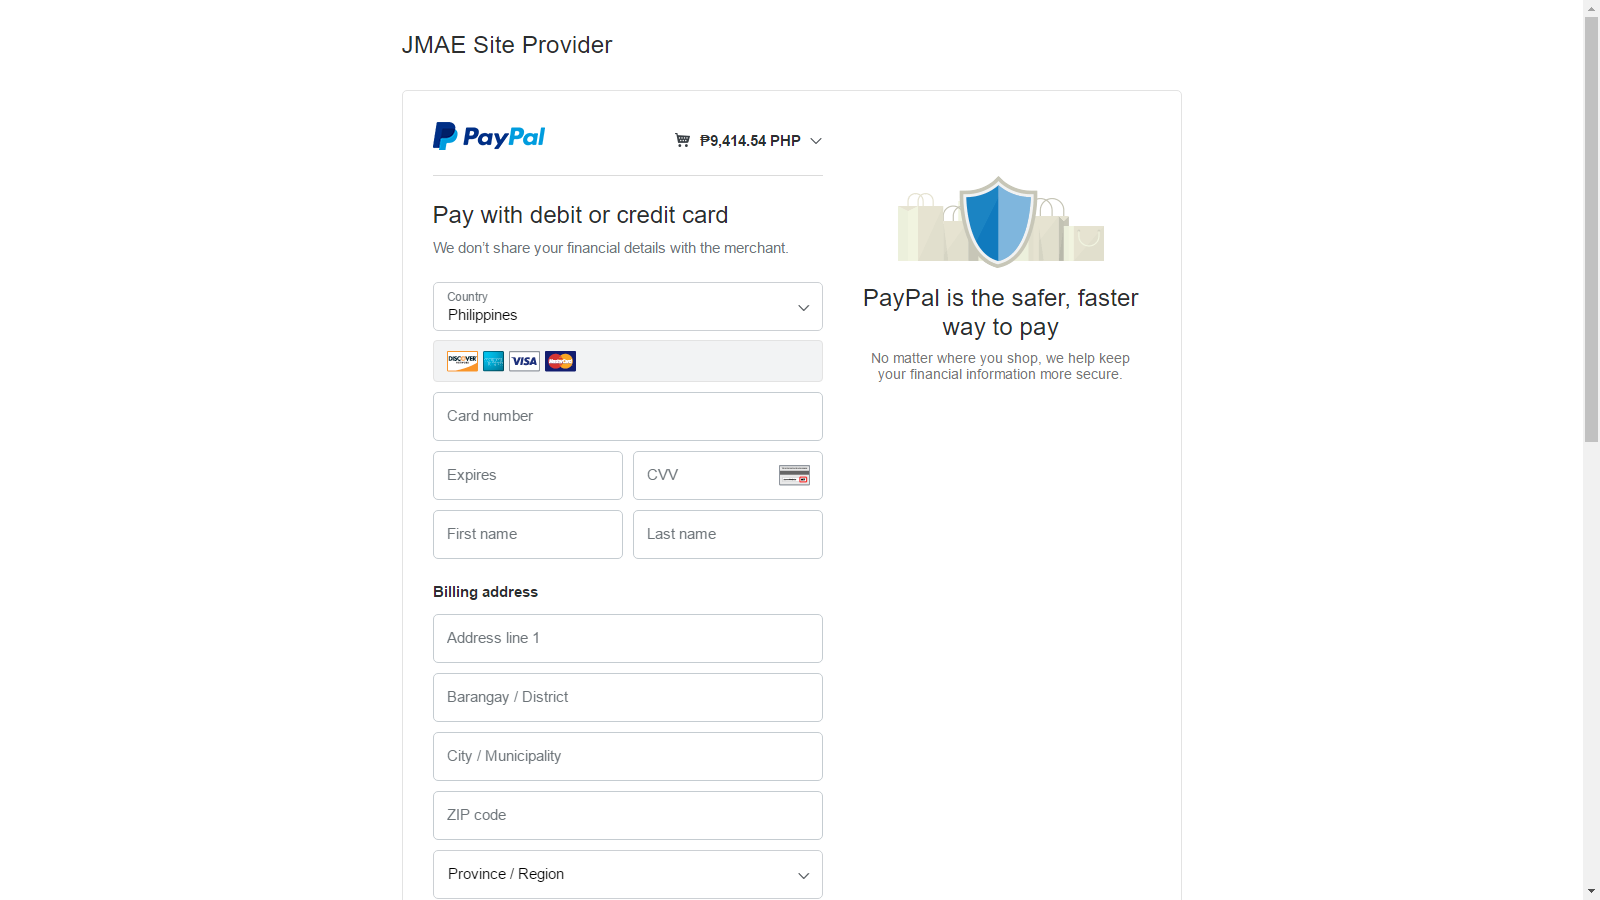 JMAE Site Provider
PayPal
₱9,414.54 PHP
Pay with debit or credit card
We don't share your financial details with the merchant.
Country
Philippines
DISCOVER
VISA
MasterCard
Card number
Expires
CVV
First name
Last name
Billing address
Address line 1
Barangay / District
City / Municipality
ZIP code
Province / Region
PayPal is the safer, faster
way to pay
No matter where you shop, we help keep
your financial information more secure.